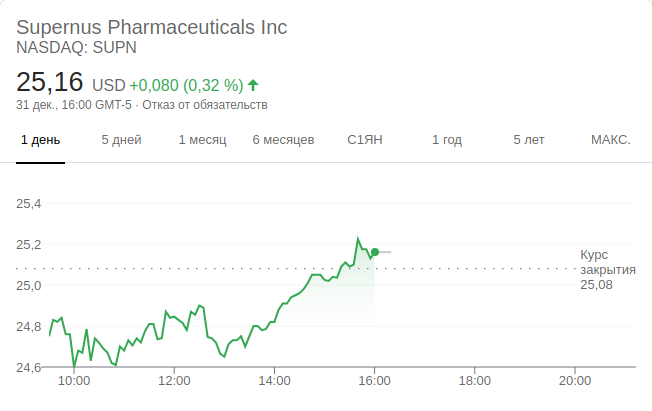 Supernus Pharmaceuticals Inc
NASDAQ: SUPN
25,16 USD +0,080 (0,32 %)
31 дек., 16:00 GMT-5 · Отказ от обязательств
1 день 5 дней 1 месяц 6 месяцев С1ЯН 1 год 5 лет МАКС.
25,4
25,2
Курс
закрытия
25,08
25,0
24,8
24,6
10:00 12:00 14:00 16:00 18:00 20:00